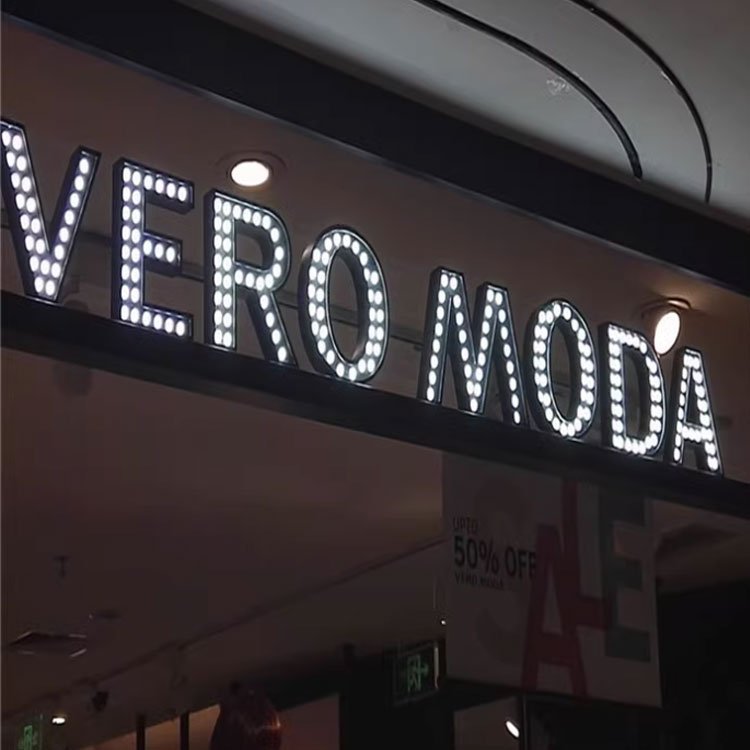 VERO MODA
SALE
UPTO
50% OFF
VERO MODA